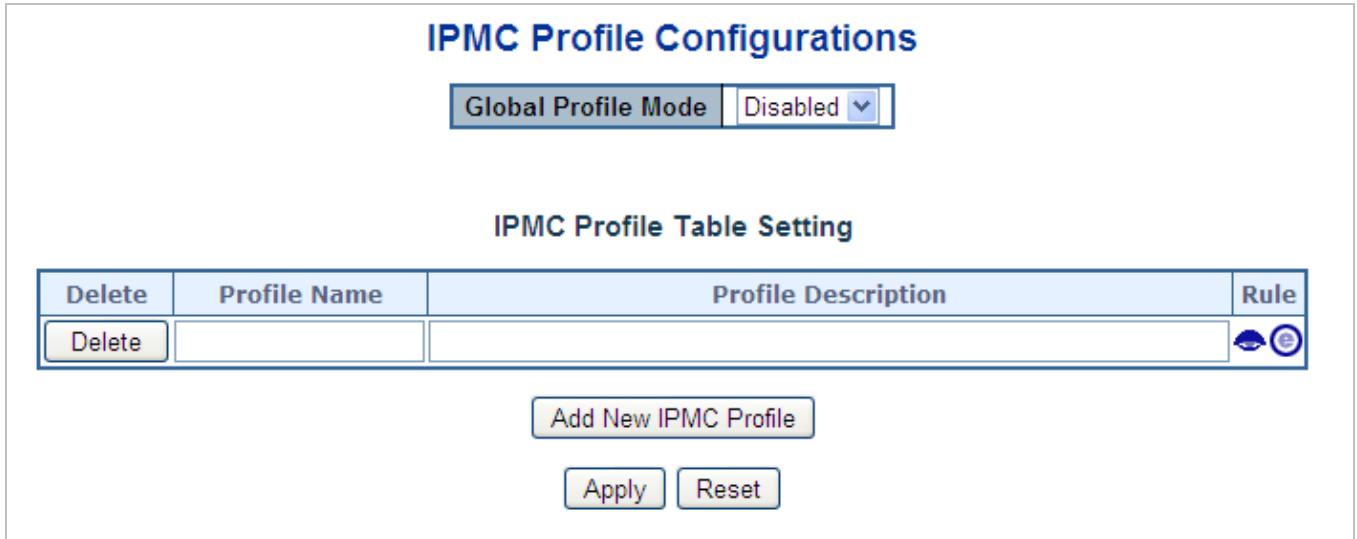 IPMC Profile Configurations
Global Profile Mode Disabled
IPMC Profile Table Setting
Delete Profile Name Profile Description Rule
Delete e
Add New IPMC Profile
Apply Reset